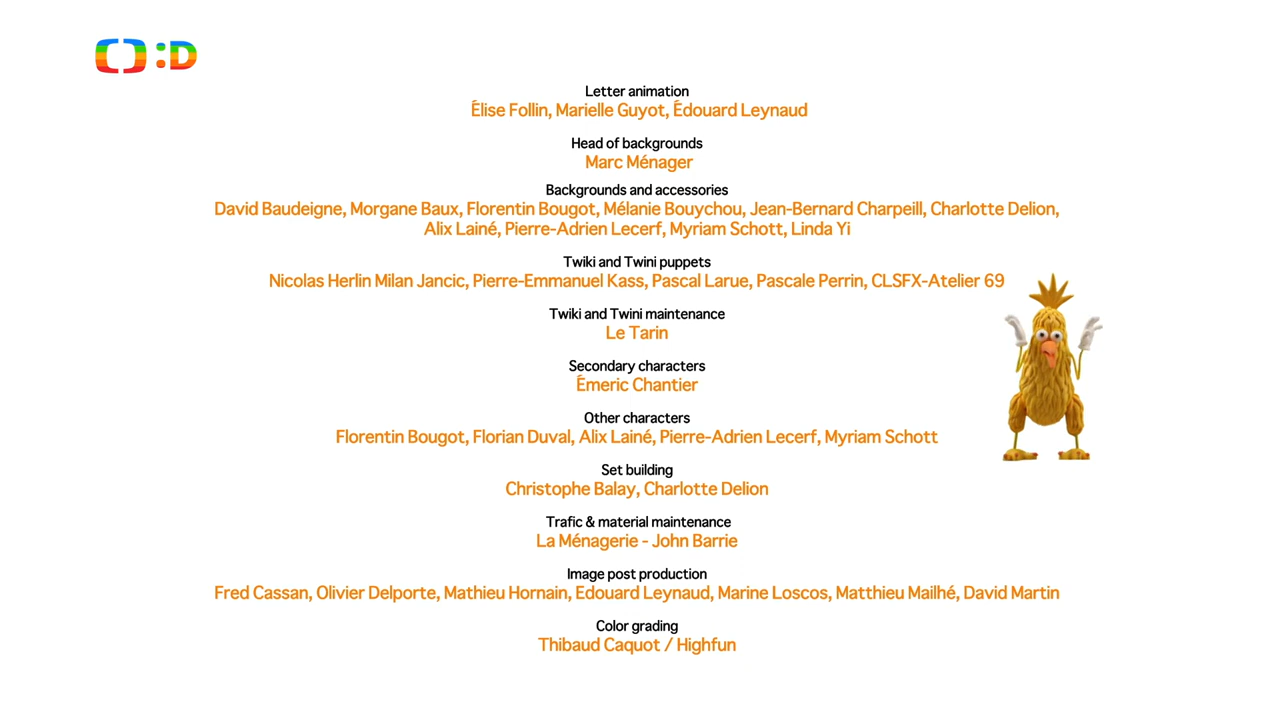 :D
Letter animation
Élise Follin, Marielle Guyot, Édouard Leynaud
Head of backgrounds
Marc Ménager
Backgrounds and accessories
David Baudeigne, Morgane Baux, Florentin Bougot, Mélanie Bouychou, Jean-Bernard Charpeill, Charlotte Delion,
Alix Lainé, Pierre-Adrien Lecerf, Myriam Schott, Linda Yi
Twiki and Twini puppets
Nicolas Herlin Milan Jancic, Pierre-Emmanuel Kass, Pascal Larue, Pascale Perrin, CLSFX-Atelier 69
Twiki and Twini maintenance
Le Tarin
Secondary characters
Émeric Chantier
Other characters
Florentin Bougot, Florian Duval, Alix Lainé, Pierre-Adrien Lecerf, Myriam Schott
Set building
Christophe Balay, Charlotte Delion
Trafic & material maintenance
La Ménagerie - John Barrie
Image post production
Fred Cassan, Olivier Delporte, Mathieu Hornain, Edouard Leynaud, Marine Loscos, Matthieu Mailhé, David Martin
Color grading
Thibaud Caquot / Highfun